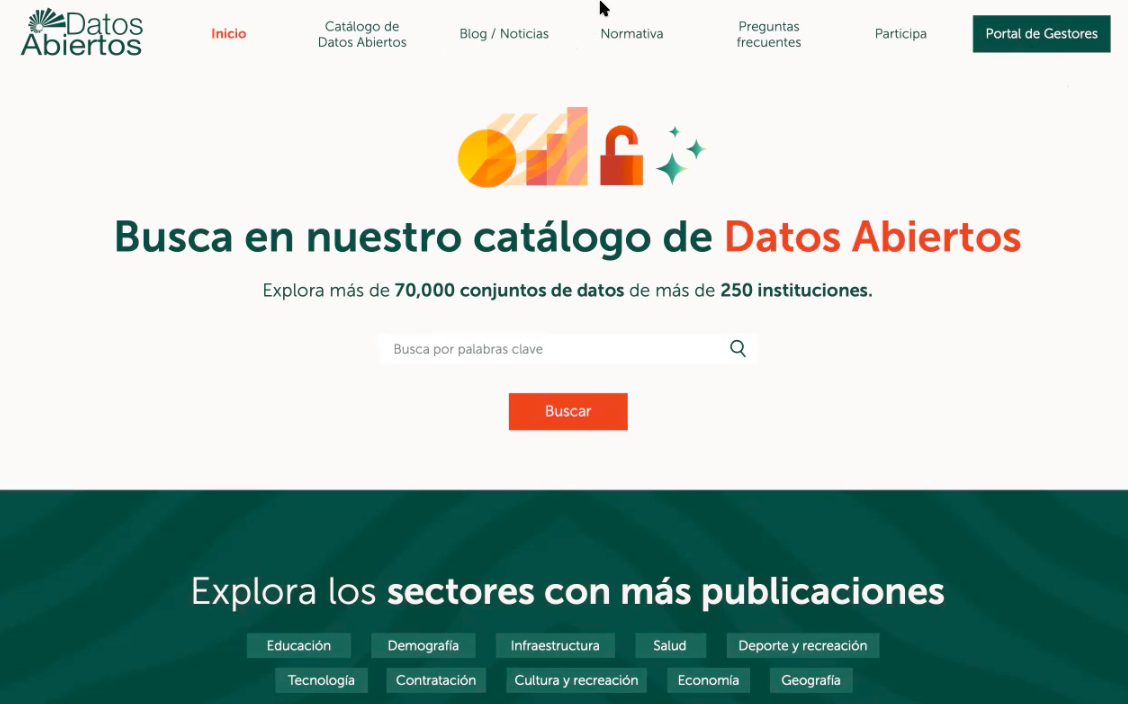 Datos
Abiertos
Inicio
Catálogo de
Datos Abiertos
Blog / Noticias
Normativa
Preguntas
frecuentes
Participa
Portal de Gestores
Busca en nuestro catálogo de Datos Abiertos
Explora más de 70,000 conjuntos de datos de más de 250 instituciones.
Busca por palabras clave
Buscar
Explora los sectores con más publicaciones
Educación
Demografía
Infraestructura
Salud
Deporte y recreación
Tecnología
Contratación
Cultura y recreación
Economía
Geografía